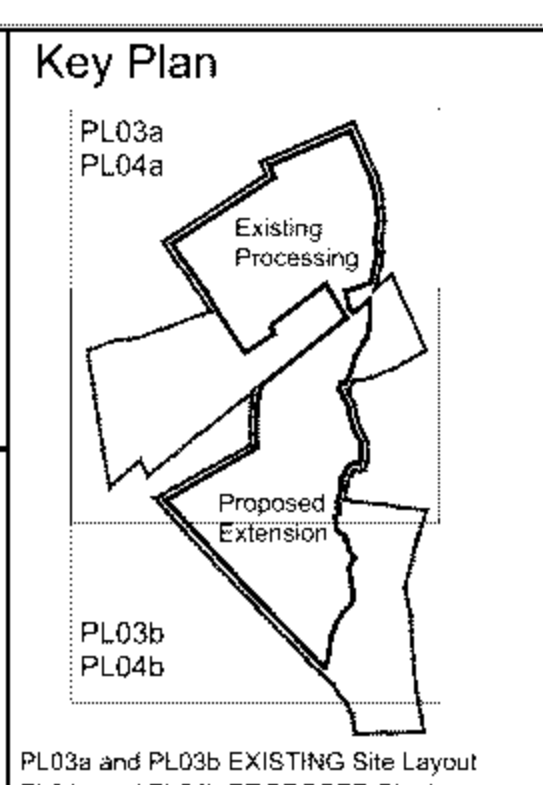 Key Plan
PL03a
PL04a
Existing
Processing
Proposed
Extension
PL03b
PL04b
PL03a and PL03b EXISTING Site Layout